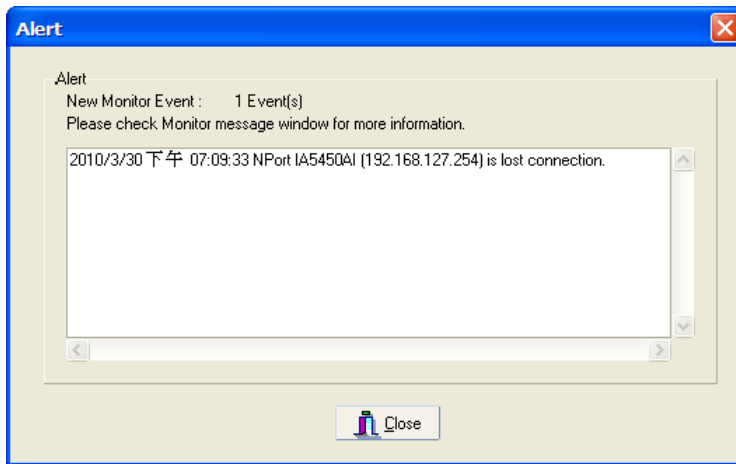 Alert
Alert
New Monitor Event : 1 Event(s)
Please check Monitor message window for more information.
2010/3/30 下午 07:09:33 NPort IA5450AI (192.168.127.254) is lost connection.
Close